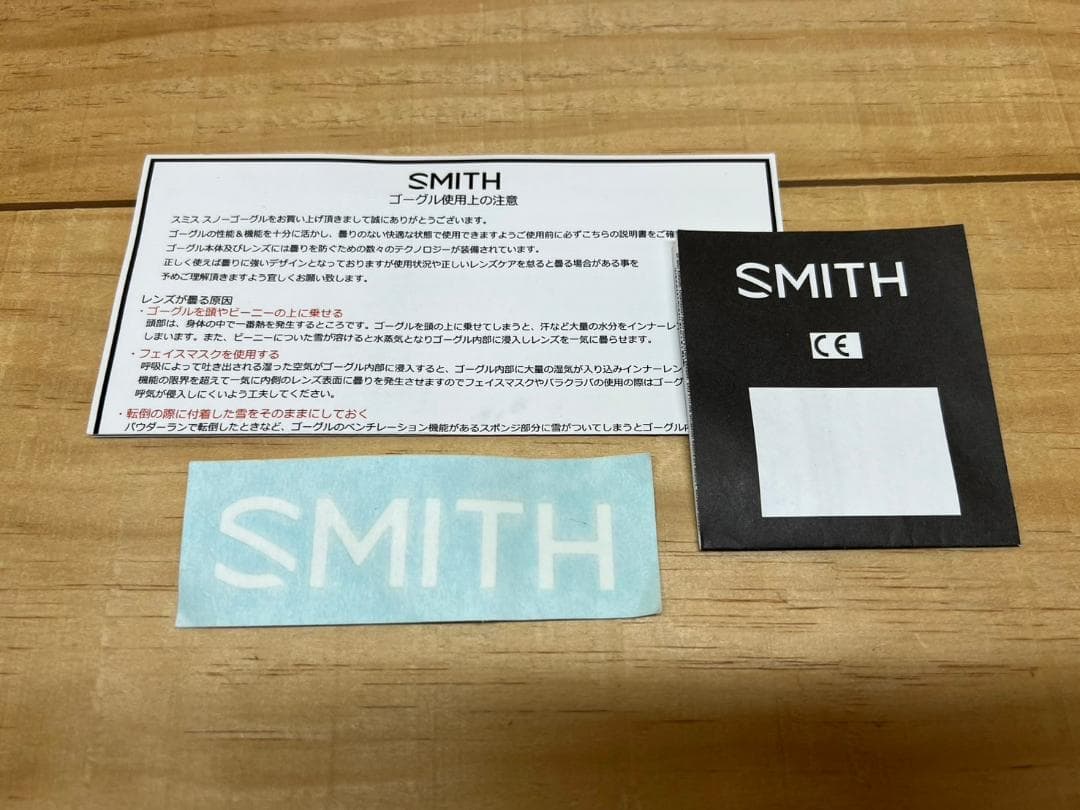 SMITH
ゴーグル使用上の注意
スミス スノーゴーグルをお買い上げ頂きまして誠にありがとうございます。
ゴーグルの性能&機能を十分に活かし、曇りのない快適な状態で使用できますようご使用前に必ずこちらの説明書をご確
ゴーグル本体及びレンズには曇りを防ぐための数々のテクノロジーが装備されています。
正しく使えば曇りに強いデザインとなっておりますが使用状況や正しいレンズケアを怠ると曇る場合がある事を
予めご理解頂きますよう宜しくお願い致します。
レンズが曇る原因
・ゴーグルを頭やビーニーの上に乗せる
頭部は、身体の中で一番熱を発生するところです。ゴーグルを頭の上に乗せてしまうと、汗など大量の水分をインナーレン
しまいます。また、ビーニーについた雪が溶けると水蒸気となりゴーグル内部に浸入しレンズを一気に曇らせます。
・フェイスマスクを使用する
呼吸によって吐き出される湿った空気がゴーグル内部に浸入すると、ゴーグル内部に大量の湿気が入り込みインナーレン
機能の限界を超えて一気に内側のレンズ表面に曇りを発生させますのでフェイスマスクやバラクラバの使用の際はゴーグ
呼気が侵入しにくいよう工夫してください。
・転倒の際に付着した雪をそのままにしておく
パウダーランで転倒したときなど、ゴーグルのベンチレーション機能があるスポンジ部分に雪がついてしまうとゴーグル内
SMITH
CE
SMITH